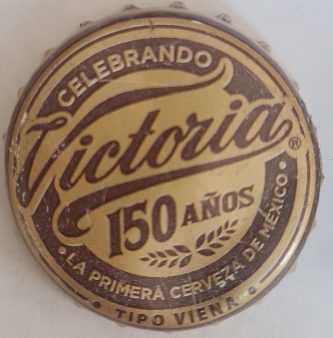 CELEBRANDO
Victoria®
150 AÑOS
• LA PRIMERA CERVEZA DE MÉXICO •
• TIPO VIENA •